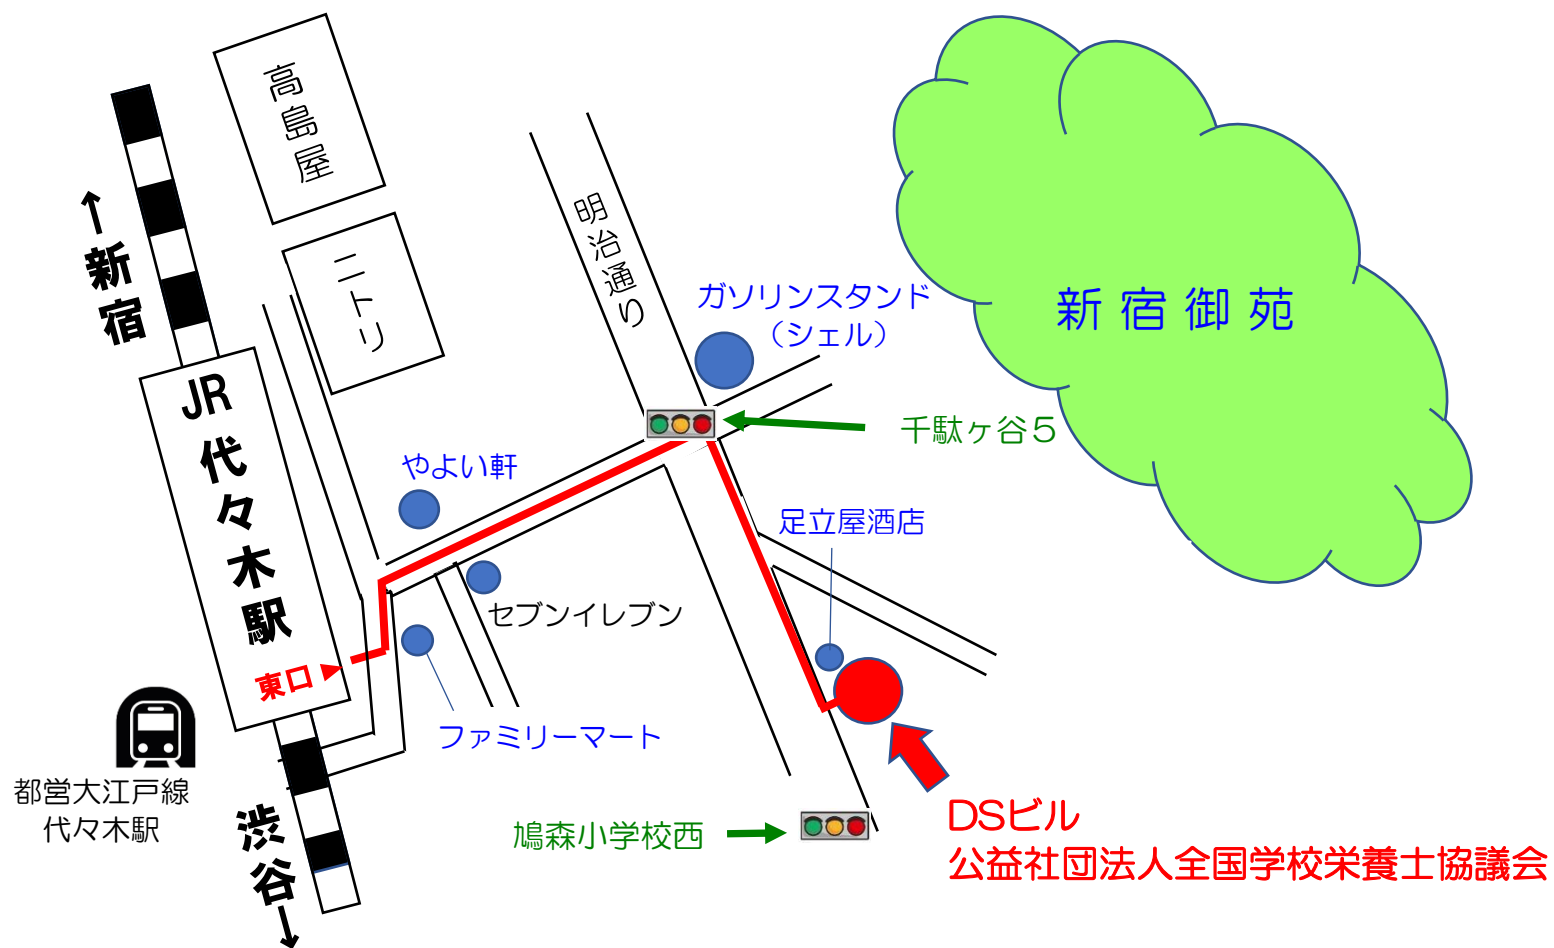 高島屋
ニトリ
←新宿
明治通り
ガソリンスタンド
（シェル）
新宿御苑
JR代々木駅
千駄ヶ谷５
やよい軒
足立屋酒店
セブンイレブン
東口
ファミリーマート
都営大江戸線
代々木駅
渋谷→
鳩森小学校西
DSビル
公益社団法人全国学校栄養士協議会